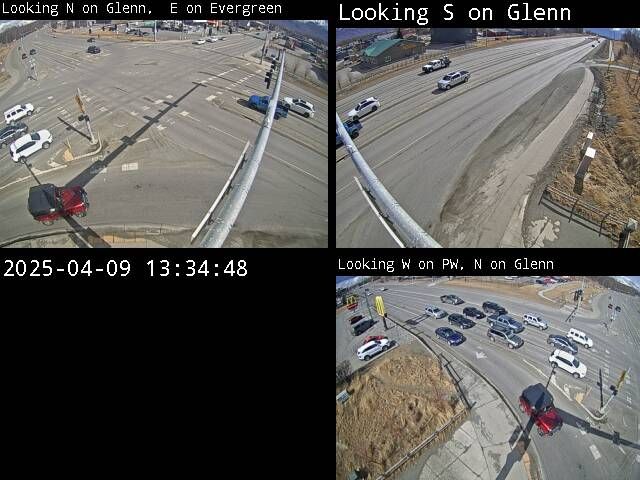 Looking N on Glenn,  E on Evergreen
Looking S on Glenn
2025-04-09 13:34:48
Looking W on PW, N on Glenn